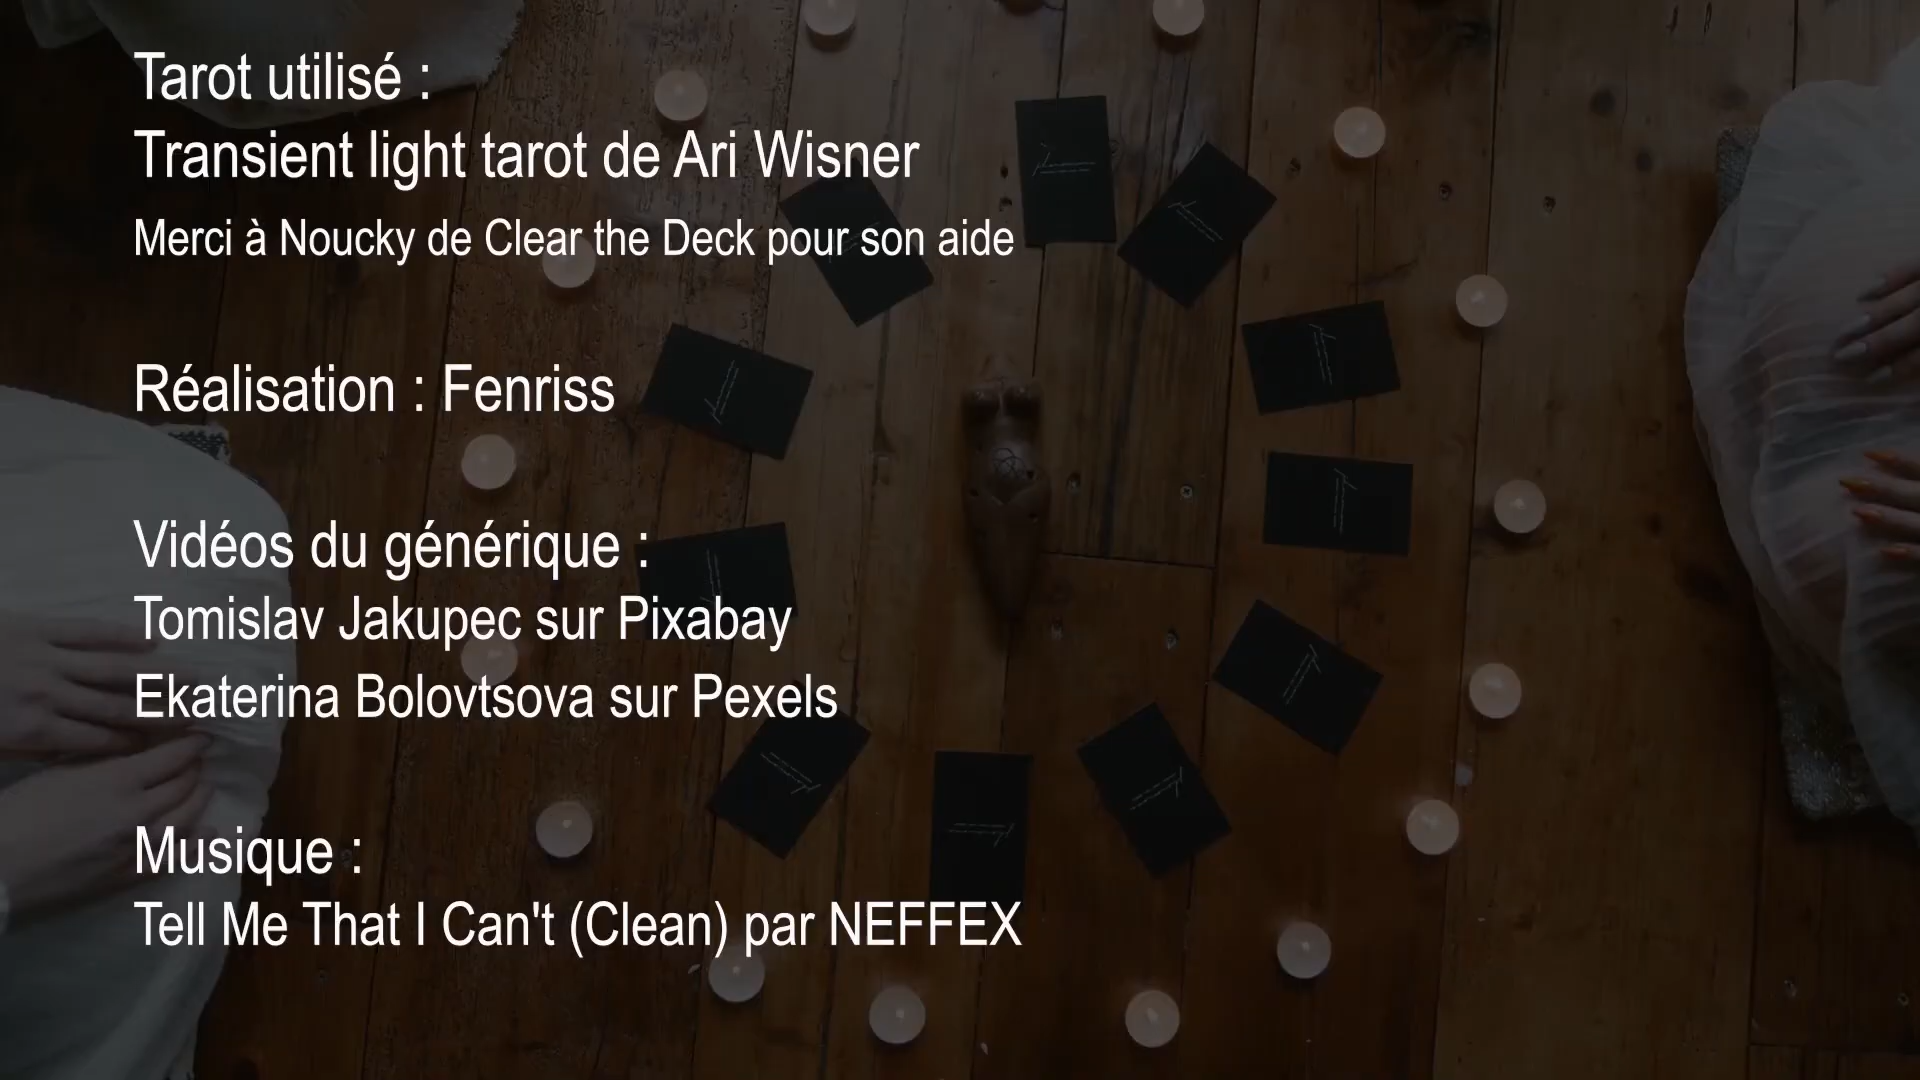 Tarot utilisé :
Transient light tarot de Ari Wisner
Merci à Noucky de Clear the Deck pour son aide
Réalisation : Fenriss
Vidéos du générique :
Tomislav Jakupec sur Pixabay
Ekaterina Bolovtsova sur Pexels
Musique :
Tell Me That I Can't (Clean) par NEFFEX